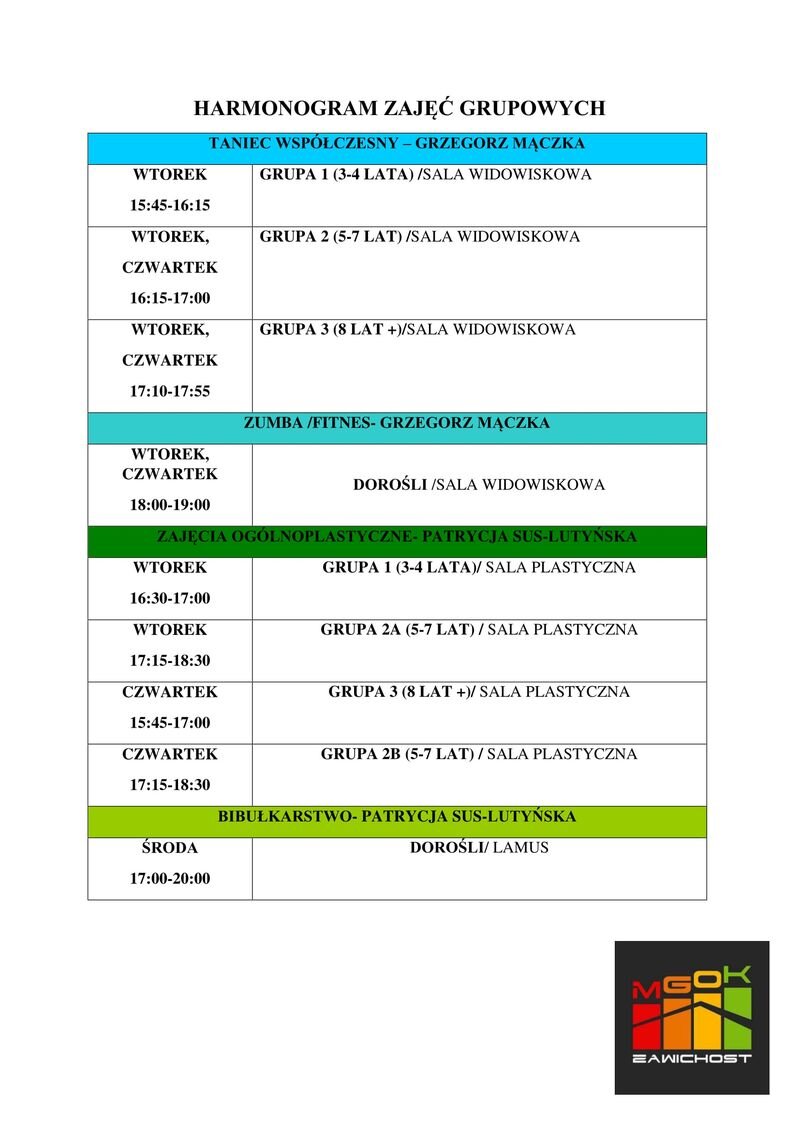 HARMONOGRAM ZAJĘĆ GRUPOWYCH
TANIEC WSPÓŁCZESNY – GRZEGORZ MĄCZKA
WTOREK
15:45-16:15
GRUPA 1 (3-4 LATA) /SALA WIDOWISKOWA
WTOREK,
CZWARTEK
16:15-17:00
GRUPA 2 (5-7 LAT) /SALA WIDOWISKOWA
WTOREK,
CZWARTEK
17:10-17:55
GRUPA 3 (8 LAT +)/SALA WIDOWISKOWA
ZUMBA /FITNES- GRZEGORZ MĄCZKA
WTOREK,
CZWARTEK
18:00-19:00
DOROŚLI /SALA WIDOWISKOWA
ZAJĘCIA OGÓLNOPLASTYCZNE- PATRYCJA SUS-LUTYŃSKA
WTOREK
16:30-17:00
GRUPA 1 (3-4 LATA)/ SALA PLASTYCZNA
WTOREK
17:15-18:30
GRUPA 2A (5-7 LAT) / SALA PLASTYCZNA
CZWARTEK
15:45-17:00
GRUPA 3 (8 LAT +)/ SALA PLASTYCZNA
CZWARTEK
17:15-18:30
GRUPA 2B (5-7 LAT) / SALA PLASTYCZNA
BIBUŁKARSTWO- PATRYCJA SUS-LUTYŃSKA
ŚRODA
17:00-20:00
DOROŚLI/ LAMUS
MGOK
ZAWICHOST